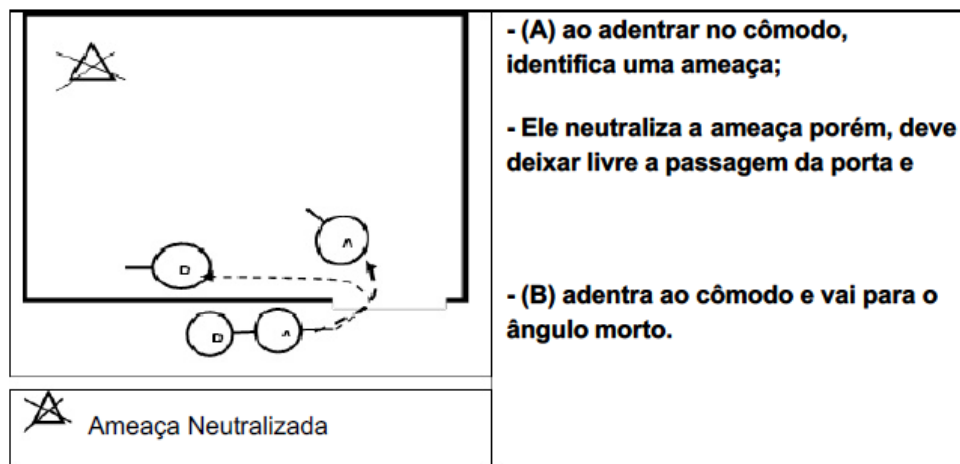 - (A) ao adentrar no cômodo,
identifica uma ameaça;
- Ele neutraliza a ameaça porém, deve
deixar livre a passagem da porta e
- (B) adentra ao cômodo e vai para o
ângulo morto.
A
D
D
A
Ameaça Neutralizada